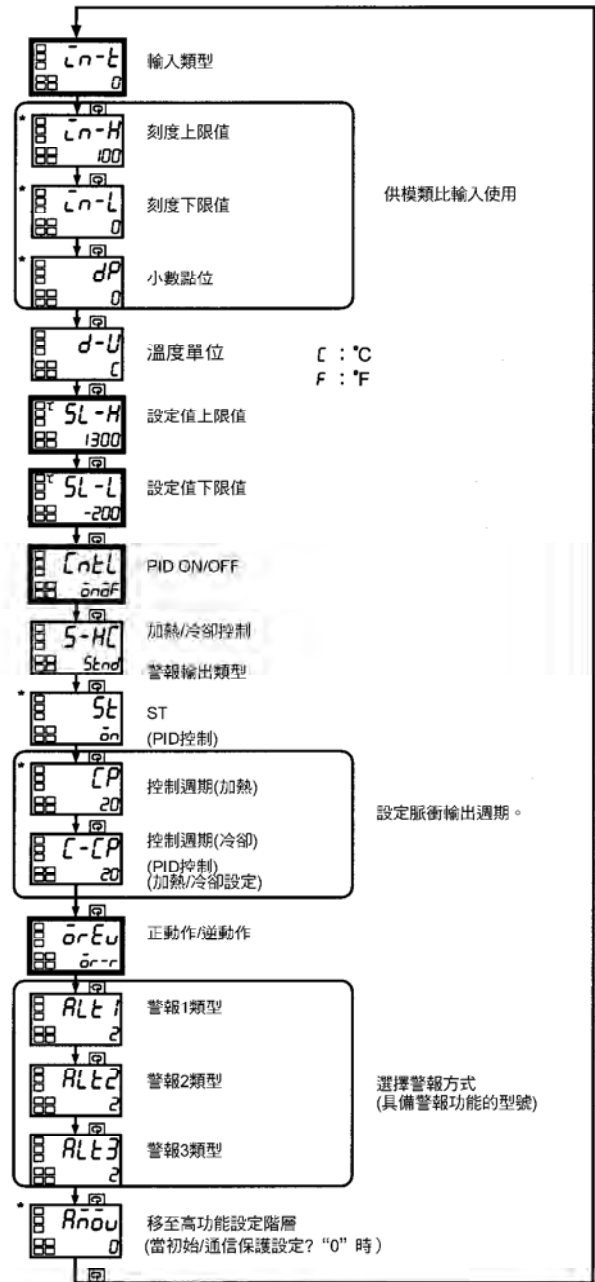 in-t
0
輸入類型
*
in-H
100
刻度上限值
*
in-L
0
刻度下限值
供模類比輸入使用
*
dP
0
小數點位
d-U
C
溫度單位
C : °C
F : °F
SL-H
1300
設定值上限值
SL-L
-200
設定值下限值
CntL
onoF
PID ON/OFF
S-HC
Stnd
加熱/冷卻控制
警報輸出類型
*
St
on
ST
(PID控制)
*
CP
20
控制週期(加熱)
設定脈衝輸出週期。
C-CP
20
控制週期(冷卻)
(PID控制)
(加熱/冷卻設定)
orEv
or-r
正動作/逆動作
ALt1
2
警報1類型
ALt2
2
警報2類型
選擇警報方式
(具備警報功能的型號)
ALt3
2
警報3類型
*
Amov
0
移至高功能設定階層
(當初始/通信保護設定? “0” 時 )